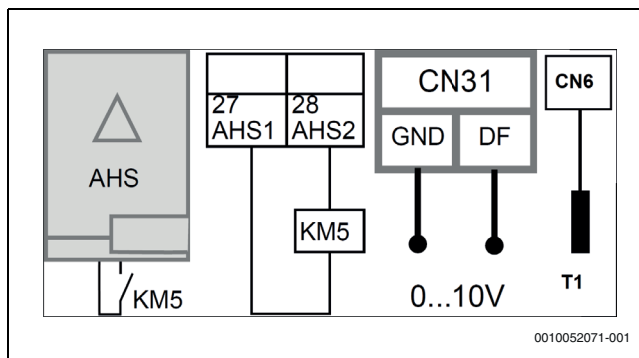 AHS
KM5
27 28
AHS1 AHS2
KM5
CN31
GND DF
0...10V
CN6
T1
0010052071-001